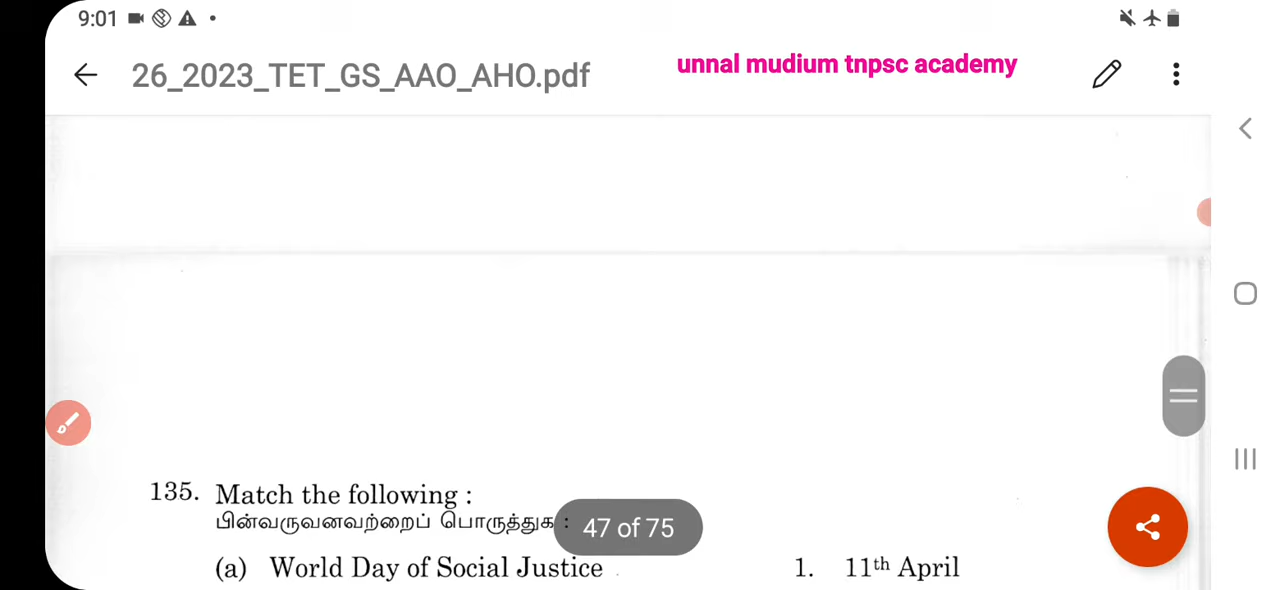 9:01
26_2023_TET_GS_AAO_AHO.pdf
unnal mudium tnpsc academy
135. Match the following :
பின்வருவனவற்றைப் பொருத்துக :
47 of 75
(a) World Day of Social Justice 1. 11th April